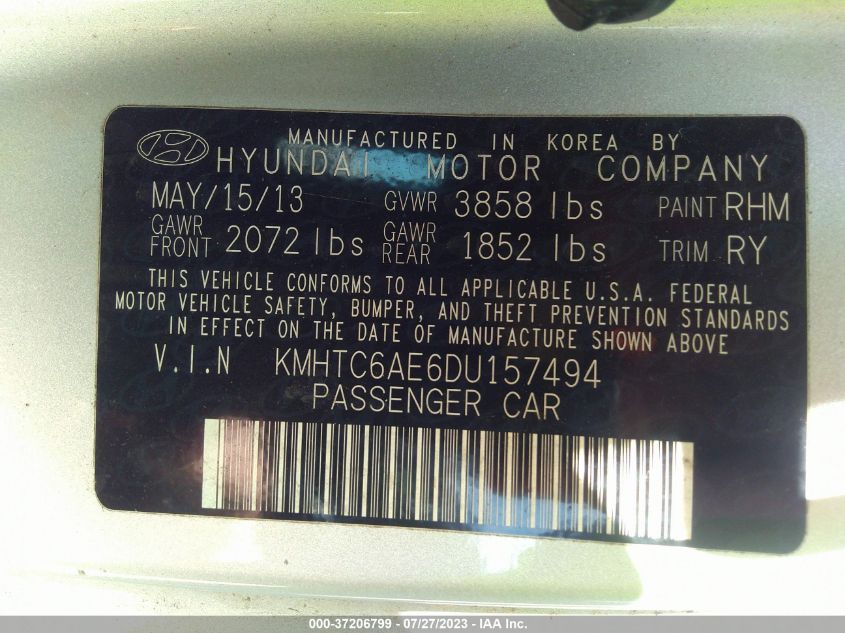 MANUFACTURED IN KOREA BY
HYUNDAI MOTOR COMPANY
MAY/15/13 GVWR 3858 lbs PAINT RHM
GAWR FRONT 2072 lbs GAWR REAR 1852 lbs TRIM RY
THIS VEHICLE CONFORMS TO ALL APPLICABLE U.S.A. FEDERAL
MOTOR VEHICLE SAFETY, BUMPER, AND THEFT PREVENTION STANDARDS
IN EFFECT ON THE DATE OF MANUFACTURE SHOWN ABOVE
V.I.N KMHTC6AE6DU157494
PASSENGER CAR
000-37206799 - 07/27/2023 - IAA Inc.